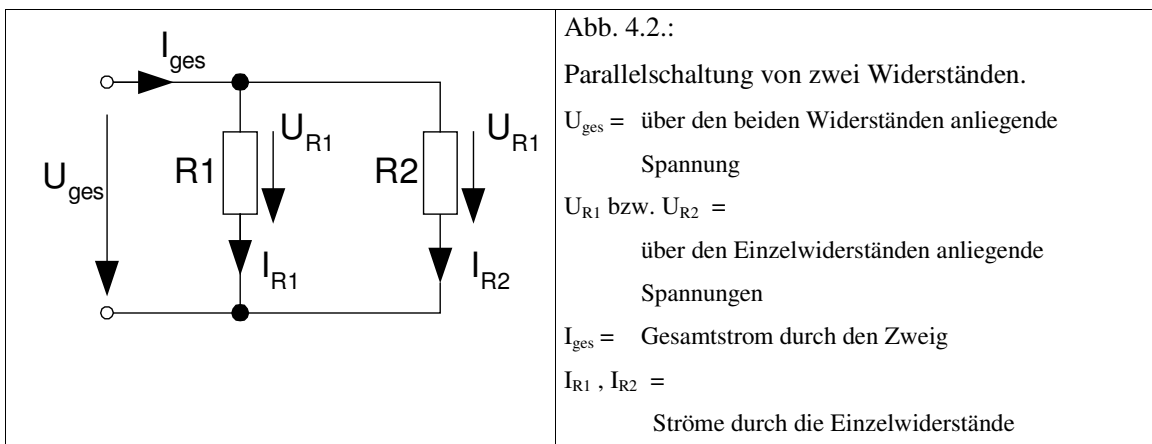 I_ges
U_ges
R1
U_R1
I_R1
R2
U_R1
I_R2
Abb. 4.2.:
Parallelschaltung von zwei Widerständen.
U_ges = über den beiden Widerständen anliegende
Spannung
U_R1 bzw. U_R2 =
über den Einzelwiderständen anliegende
Spannungen
I_ges = Gesamtstrom durch den Zweig
I_R1 , I_R2 =
Ströme durch die Einzelwiderstände